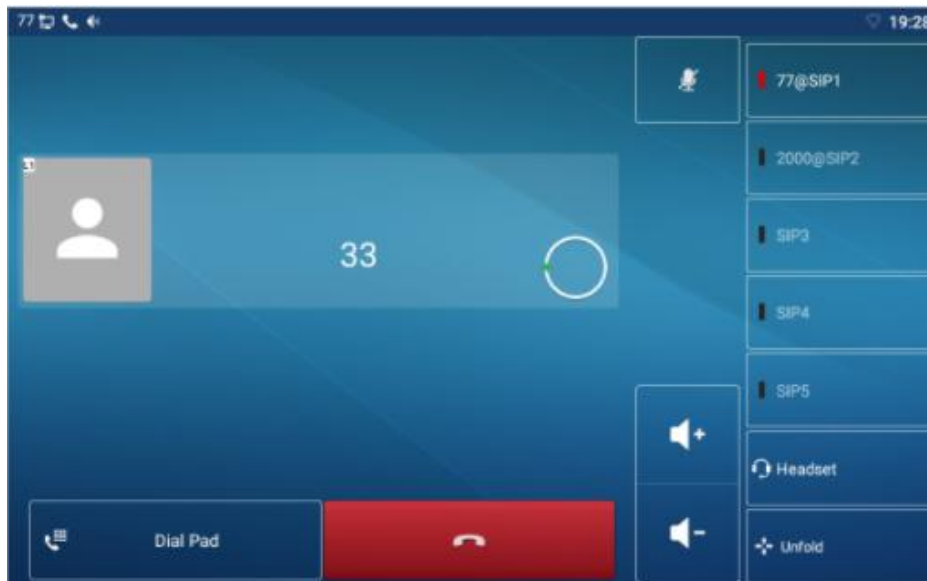 77 19:28
77@SIP1
2000@SIP2
33
SIP3
SIP4
SIP5
Headset
Dial Pad
Unfold